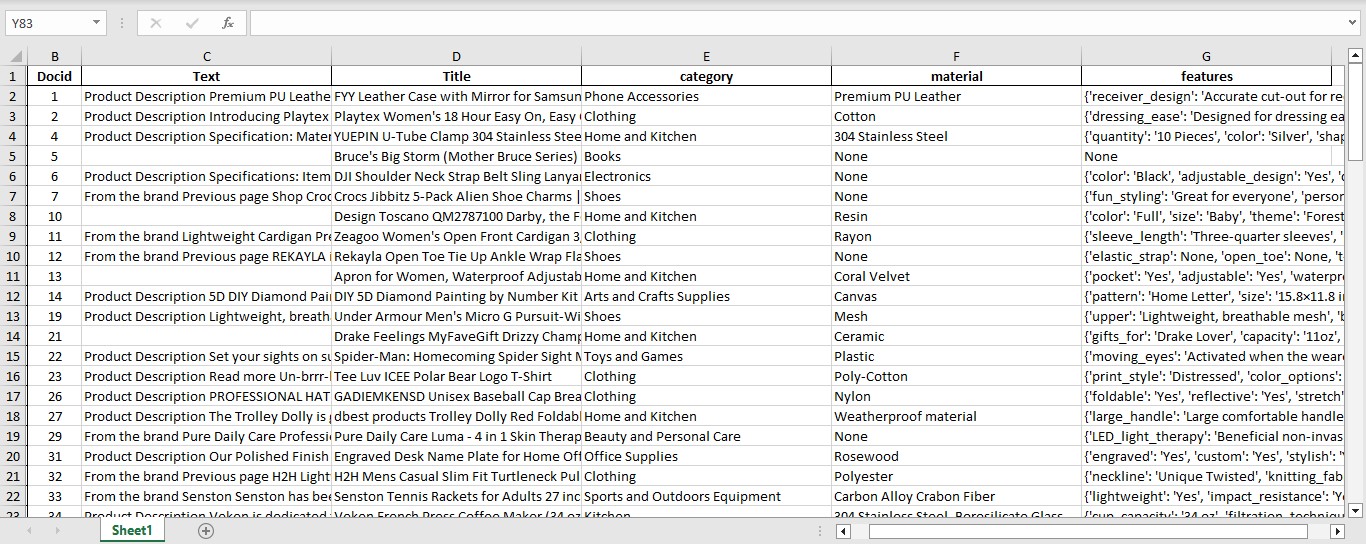 Y83 fx
B C D E F G
1 Docid Text Title category material features
2 1 Product Description Premium PU Leathe FYY Leather Case with Mirror for Samsun Phone Accessories Premium PU Leather {'receiver_design': 'Accurate cut-out for re
3 2 Product Description Introducing Playtex Playtex Women's 18 Hour Easy On, Easy Clothing Cotton {'dressing_ease': 'Designed for dressing ea
4 4 Product Description Specification: Mater YUEPIN U-Tube Clamp 304 Stainless Stee Home and Kitchen 304 Stainless Steel {'quantity': '10 Pieces', 'color': 'Silver', 'shap
5 5 Bruce's Big Storm (Mother Bruce Series) Books None None
6 6 Product Description Specifications: Item DJI Shoulder Neck Strap Belt Sling Lanya Electronics None {'color': 'Black', 'adjustable_design': 'Yes', '
7 7 From the brand Previous page Shop Croc Crocs Jibbitz 5-Pack Alien Shoe Charms | Shoes None {'fun_styling': 'Great for everyone', 'person
8 10 Design Toscano QM2787100 Darby, the F Home and Kitchen Resin {'color': 'Full', 'size': 'Baby', 'theme': 'Forest
9 11 From the brand Lightweight Cardigan Pre Zeagoo Women's Open Front Cardigan 3 Clothing Rayon {'sleeve_length': 'Three-quarter sleeves', '
10 12 From the brand Previous page REKAYLA Rekayla Open Toe Tie Up Ankle Wrap Fla Shoes None {'elastic_strap': None, 'open_toe': None, 't
11 13 Apron for Women, Waterproof Adjustab Home and Kitchen Coral Velvet {'pocket': 'Yes', 'adjustable': 'Yes', 'waterpr
12 14 Product Description 5D DIY Diamond Pai DIY 5D Diamond Painting by Number Kit Arts and Crafts Supplies Canvas {'pattern': 'Home Letter', 'size': '15.8×11.8 i
13 19 Product Description Lightweight, breath Under Armour Men's Micro G Pursuit-Wi Shoes Mesh {'upper': 'Lightweight, breathable mesh', 'b
14 21 Drake Feelings MyFaveGift Drizzy Champ Home and Kitchen Ceramic {'gifts_for': 'Drake Lover', 'capacity': '11oz',
15 22 Product Description Set your sights on su Spider-Man: Homecoming Spider Sight M Toys and Games Plastic {'moving_eyes': 'Activated when the wear
16 23 Product Description Read more Un-brrr- Tee Luv ICEE Polar Bear Logo T-Shirt Clothing Poly-Cotton {'print_style': 'Distressed', 'color_options':
17 26 Product Description PROFESSIONAL HAT GADIEMKENSD Unisex Baseball Cap Brea Clothing Nylon {'foldable': 'Yes', 'reflective': 'Yes', 'stretch'
18 27 Product Description The Trolley Dolly is dbest products Trolley Dolly Red Foldabl Home and Kitchen Weatherproof material {'large_handle': 'Large comfortable handle
19 29 From the brand Pure Daily Care Professi Pure Daily Care Luma - 4 in 1 Skin Therap Beauty and Personal Care None {'LED_light_therapy': 'Beneficial non-invas
20 31 Product Description Our Polished Finish Engraved Desk Name Plate for Home Off Office Supplies Rosewood {'engraved': 'Yes', 'custom': 'Yes', 'stylish': '
21 32 From the brand Previous page H2H Light H2H Mens Casual Slim Fit Turtleneck Pul Clothing Polyester {'neckline': 'Unique Twisted', 'knitting_fab
22 33 From the brand Senston Senston has bee Senston Tennis Rackets for Adults 27 inc Sports and Outdoors Equipment Carbon Alloy Crabon Fiber {'lightweight': 'Yes', 'impact_resistance': 'Y
23 34 Product Description Veken is dedicated Veken French Press Coffee Maker (34 oz Kitchen 304 Stainless Steel, Borosilicate Glass {'cup_capacity': '34 oz', 'filtration_techniqu
Sheet1